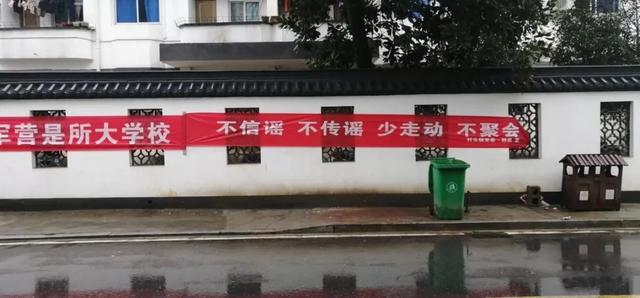 军营是所大学校
不信谣 不传谣 少走动 不聚会